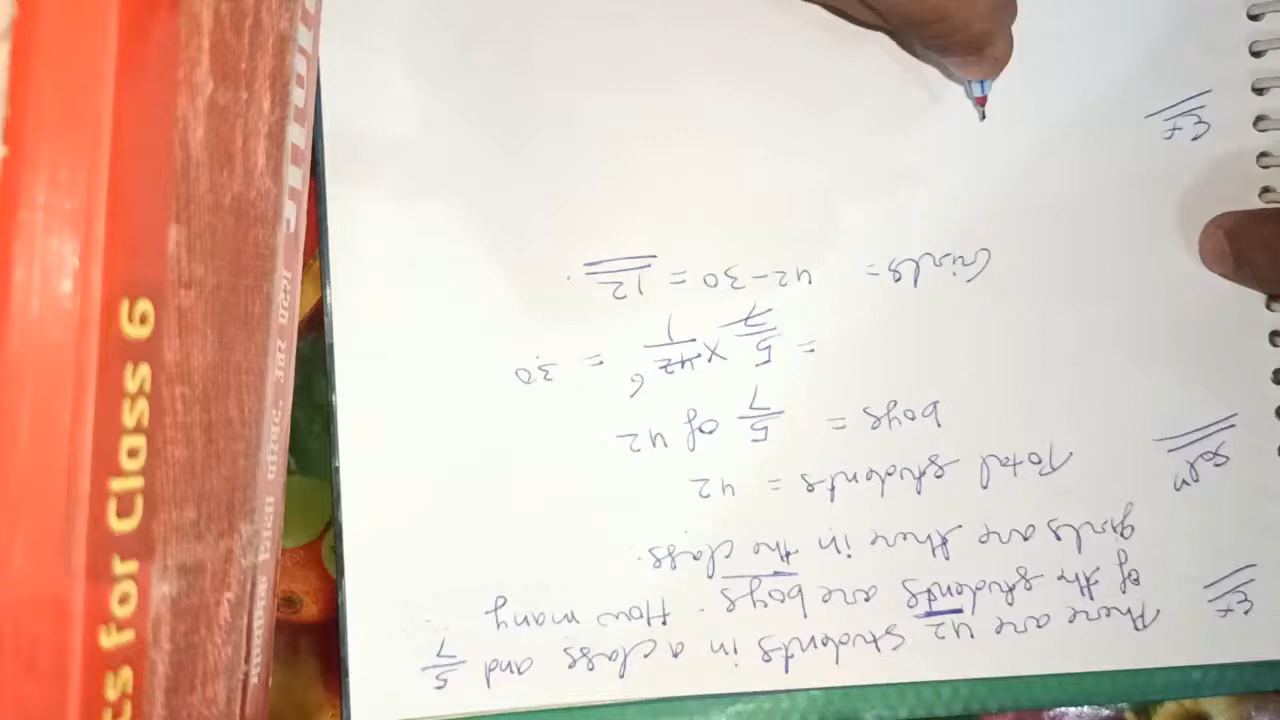 Ex There are 42 students in a class and 5/7
of the students are boys. How many
girls are there in the class.
Soln Total students = 42
boys = 5/7 of 42
= 5/7 × 42/1 6 = 30
Girls = 42-30 = 12
Ex
cs for Class 6